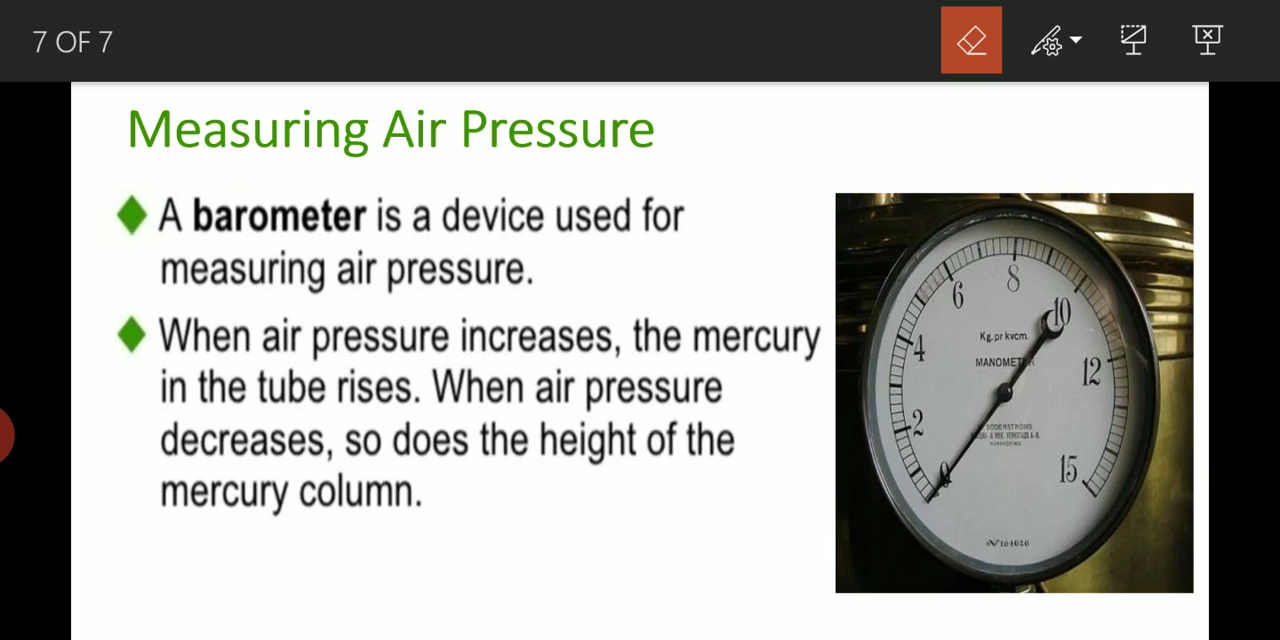 7 OF 7
Measuring Air Pressure
A barometer is a device used for
measuring air pressure.
When air pressure increases, the mercury
in the tube rises. When air pressure
decreases, so does the height of the
mercury column.
0
2
4
6
8
10
12
15
Kg.pr kvcm.
MANOMETER
SÖDERSTRÖMS